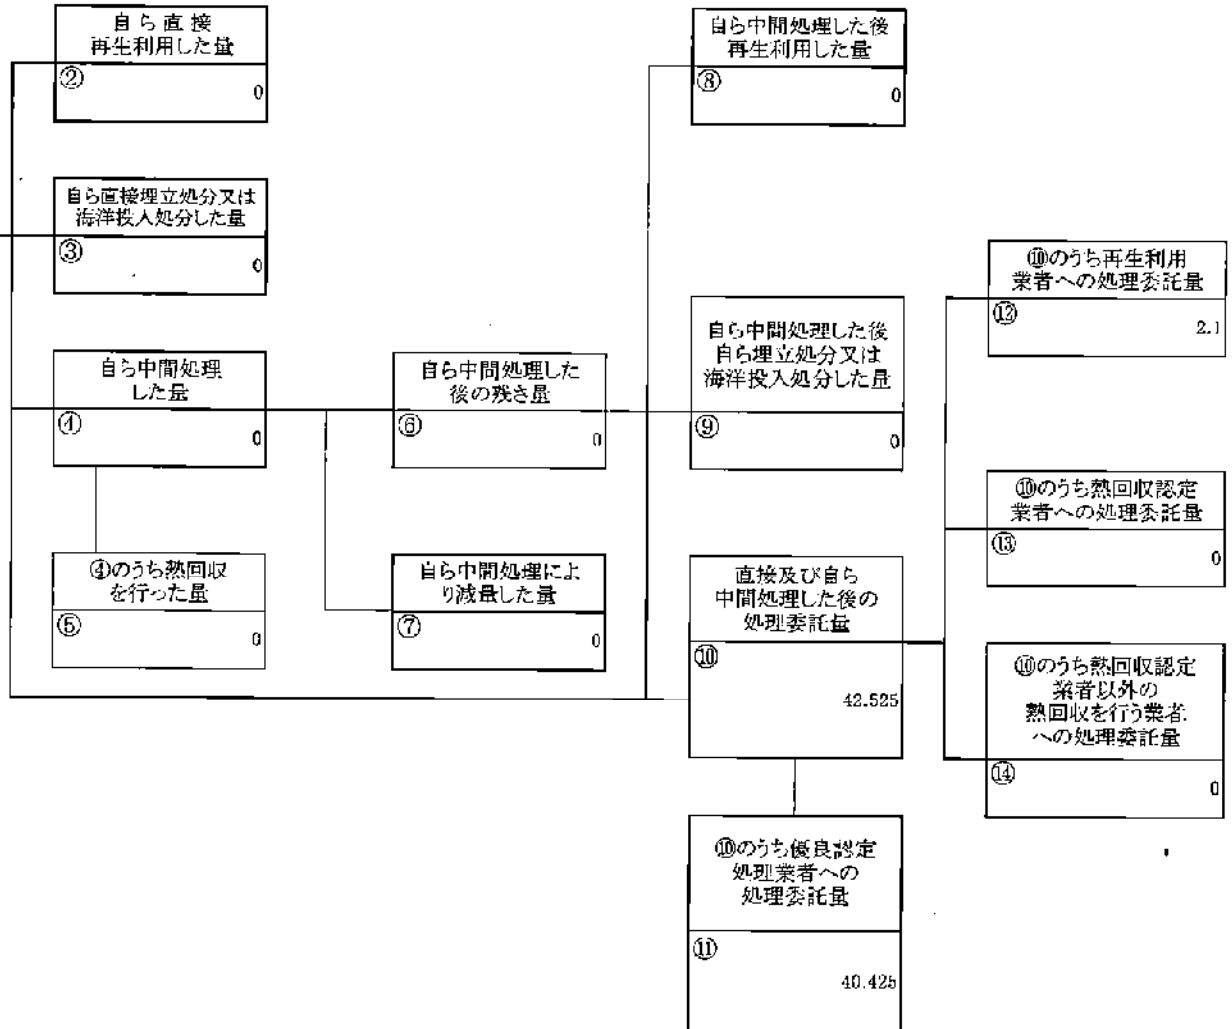 自ら直接
再生利用した量
②
0
自ら直接埋立処分又は
海洋投入処分した量
③
0
自ら中間処理
した量
④
0
④のうち熱回収
を行った量
⑤
0
自ら中間処理した
後の残さ量
⑥
0
自ら中間処理によ
り減量した量
⑦
0
自ら中間処理した後
再生利用した量
⑧
0
自ら中間処理した後
自ら埋立処分又は
海洋投入処分した量
⑨
0
直接及び自ら
中間処理した後の
処理委託量
⑩
42.525
⑩のうち優良認定
処理業者への
処理委託量
⑪
40.425
⑩のうち再生利用
業者への処理委託量
⑫
2.1
⑩のうち熱回収認定
業者への処理委託量
⑬
0
⑩のうち熱回収認定
業者以外の
熱回収を行う業者
への処理委託量
⑭
0